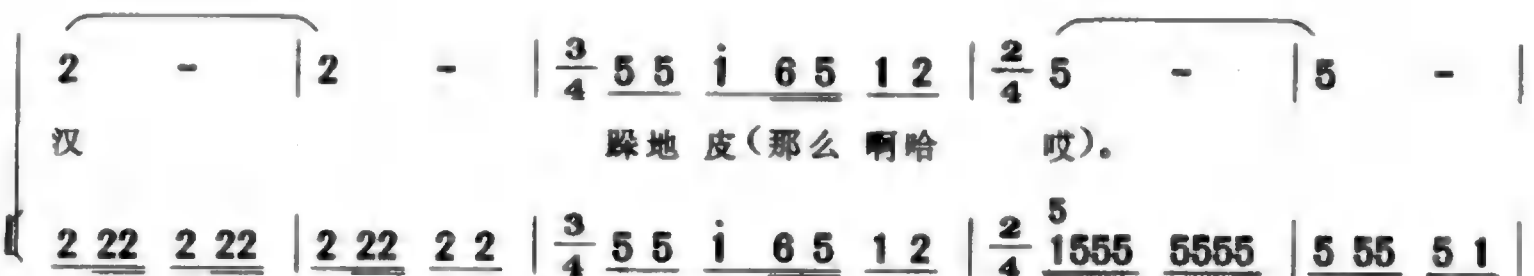 2 - | 2 - | 3/4 5 5 i 6 5 1 2 | 2/4 5 - | 5 - |
汉 跺地 皮(那么 啊哈 哎)。
2 22 2 22 | 2 22 2 2 | 3/4 5 5 i 6 5 1 2 | 2/4 5 1555 5555 | 5 55 5 1 |